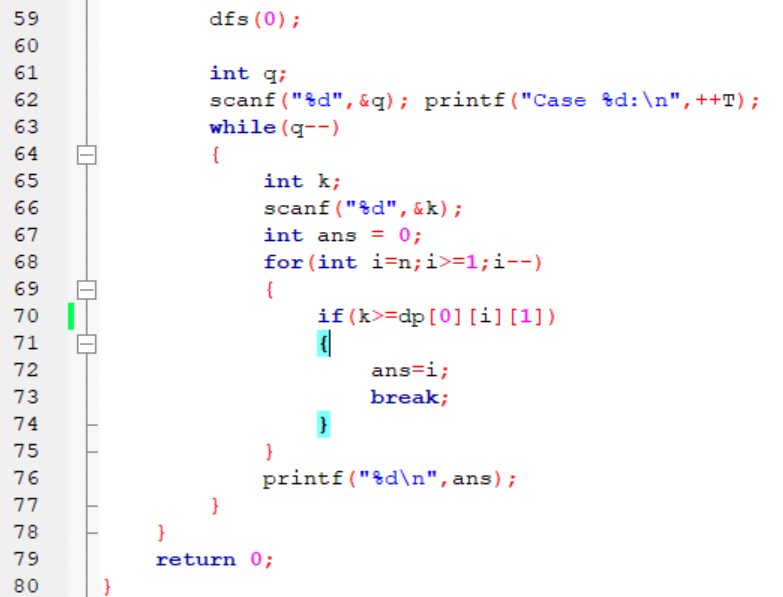 59 dfs(0);
60
61 int q;
62 scanf("%d",&q); printf("Case %d:\n",++T);
63 while(q--)
64 {
65 int k;
66 scanf("%d",&k);
67 int ans = 0;
68 for(int i=n;i>=1;i--)
69 {
70 if(k>=dp[0][i][1])
71 {
72 ans=i;
73 break;
74 }
75 }
76 printf("%d\n",ans);
77 }
78 }
79 return 0;
80 }